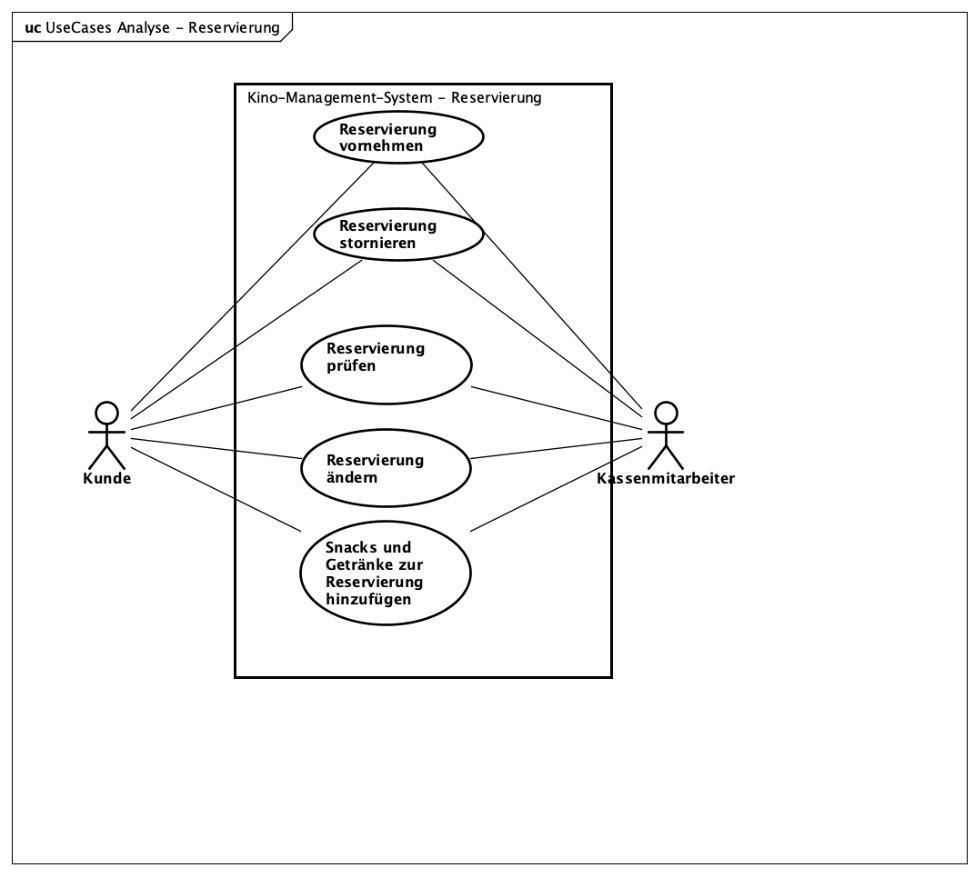 uc UseCases Analyse - Reservierung
Kino-Management-System - Reservierung
Reservierung
vornehmen
Reservierung
stornieren
Reservierung
prüfen
Reservierung
ändern
Kunde
Kassenmitarbeiter
Snacks und
Getränke zur
Reservierung
hinzufügen